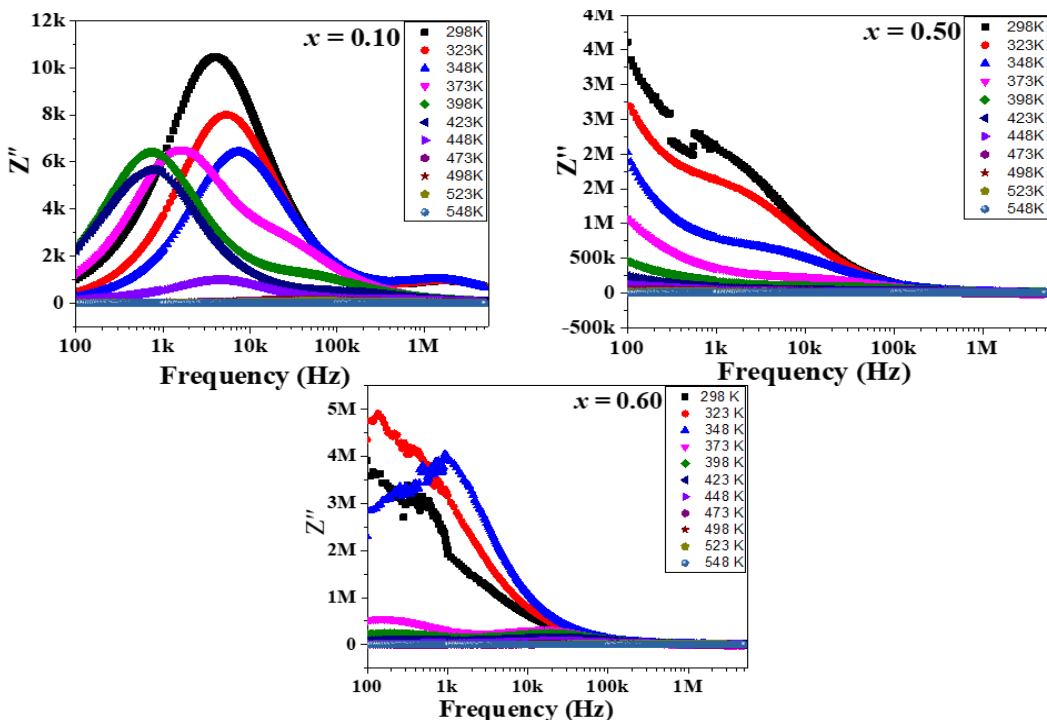 x = 0.10
Z''
12k
10k
8k
6k
4k
2k
0
100
1k
10k
100k
1M
Frequency (Hz)
298K
323K
348K
373K
398K
423K
448K
473K
498K
523K
548K
x = 0.50
Z''
4M
4M
3M
3M
2M
2M
1M
500k
0
-500k
100
1k
10k
100k
1M
Frequency (Hz)
298K
323K
348K
373K
398K
423K
448K
473K
498K
523K
548K
x = 0.60
Z''
5M
4M
3M
2M
1M
0
100
1k
10k
100k
1M
Frequency (Hz)
298 K
323 K
348 K
373 K
398 K
423 K
448 K
473 K
498 K
523 K
548 K